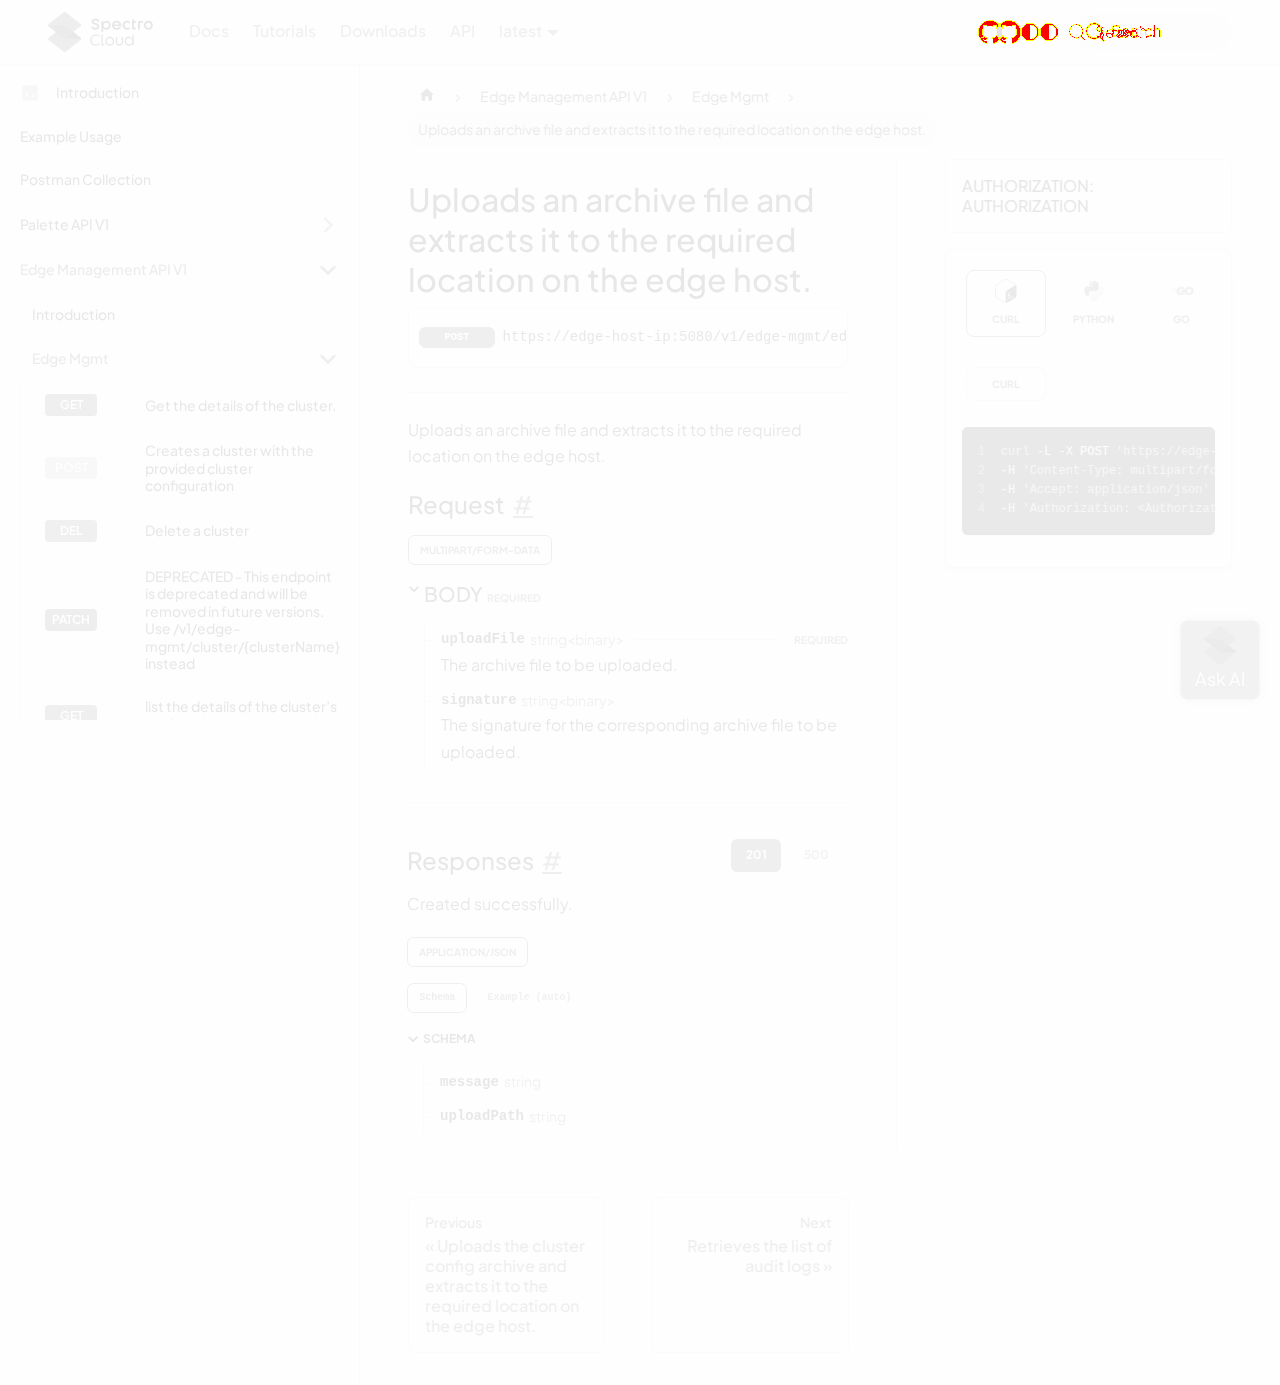 Spectro
Cloud
Docs
Tutorials
Downloads
API
latest
Search
Introduction
Example Usage
Postman Collection
Palette API V1
Edge Management API V1
Introduction
Edge Mgmt
GET
Get the details of the cluster.
POST
Creates a cluster with the
provided cluster
configuration
DEL
Delete a cluster
PATCH
DEPRECATED - This endpoint
is deprecated and will be
removed in future versions.
Use /v1/edge-
mgmt/cluster/{clusterName}
instead
GET
list the details of the cluster's
Edge Management API V1
Edge Mgmt
Uploads an archive file and extracts it to the required location on the edge host.
Uploads an archive file and
extracts it to the required
location on the edge host.
POST
https://edge-host-ip:5080/v1/edge-mgmt/ed
Uploads an archive file and extracts it to the required
location on the edge host.
Request #
MULTIPART/FORM-DATA
BODY REQUIRED
uploadFile string<binary> REQUIRED
The archive file to be uploaded.
signature string<binary>
The signature for the corresponding archive file to be
uploaded.
Responses #
201
500
Created successfully.
APPLICATION/JSON
Schema
Example (auto)
SCHEMA
message string
uploadPath string
Previous
« Uploads the cluster
config archive and
extracts it to the
required location on
the edge host.
Next
Retrieves the list of
audit logs »
AUTHORIZATION:
AUTHORIZATION
CURL
PYTHON
GO
GO
CURL
1 curl -L -X POST 'https://edge-
2 -H 'Content-Type: multipart/fo
3 -H 'Accept: application/json'
4 -H 'Authorization: <Authorizat
Ask AI